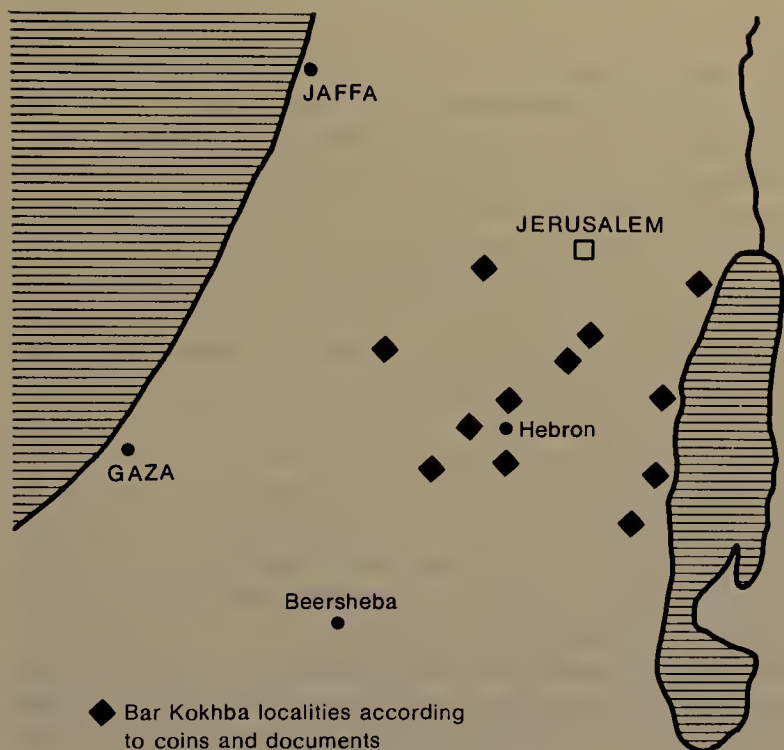 JAFFA
JERUSALEM
Hebron
GAZA
Beersheba
Bar Kokhba localities according
to coins and documents